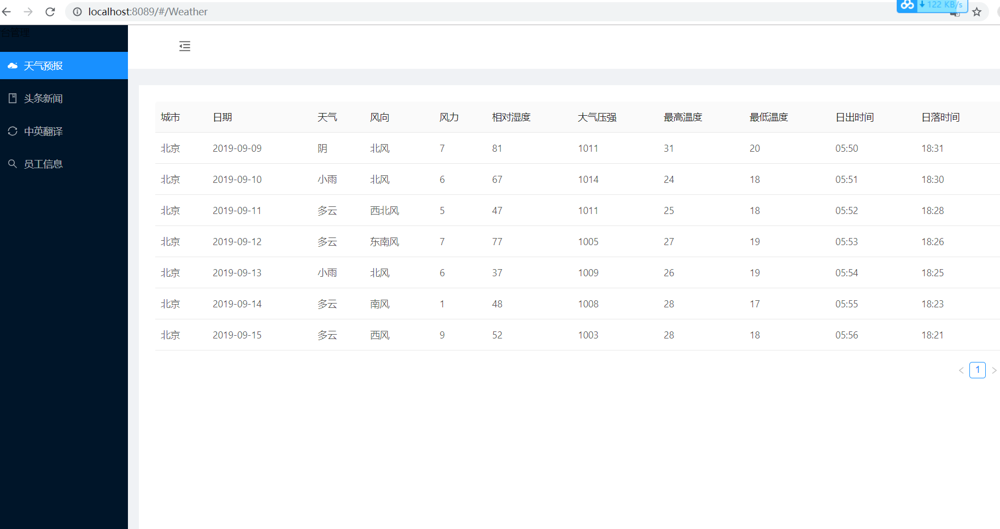 localhost:8089/#/Weather
122 KB/s
台管理
天气预报
头条新闻
中英翻译
员工信息
城市 日期 天气 风向 风力 相对湿度 大气压强 最高温度 最低温度 日出时间 日落时间
北京 2019-09-09 阴 北风 7 81 1011 31 20 05:50 18:31
北京 2019-09-10 小雨 北风 6 67 1014 24 18 05:51 18:30
北京 2019-09-11 多云 西北风 5 47 1011 25 18 05:52 18:28
北京 2019-09-12 多云 东南风 7 77 1005 27 19 05:53 18:26
北京 2019-09-13 小雨 北风 6 37 1009 26 19 05:54 18:25
北京 2019-09-14 多云 南风 1 48 1008 28 17 05:55 18:23
北京 2019-09-15 多云 西风 9 52 1003 28 18 05:56 18:21
1